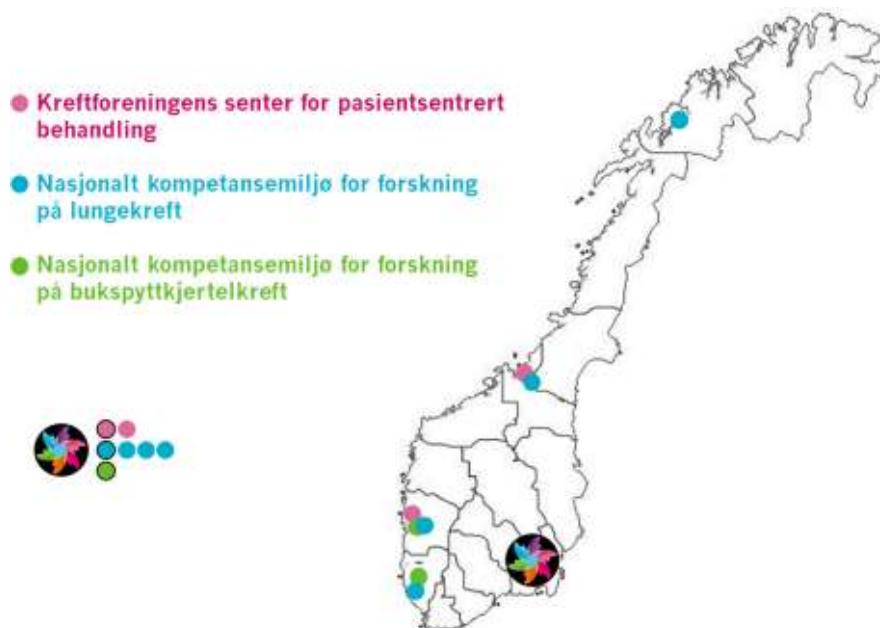 Kreftforeningens senter for pasientsentrert
behandling
Nasjonalt kompetansemiljø for forskning
på lungekreft
Nasjonalt kompetansemiljø for forskning
på bukspyttkjertelkreft